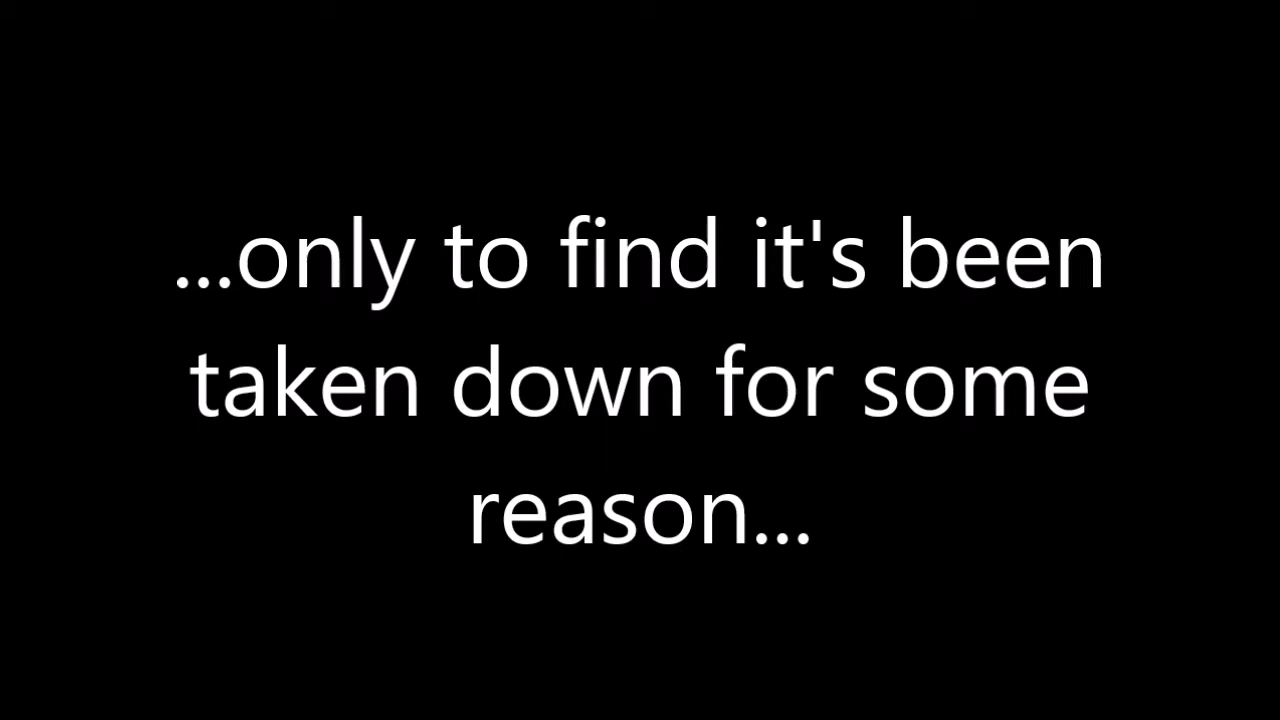 ...only to find it's been
taken down for some
reason...